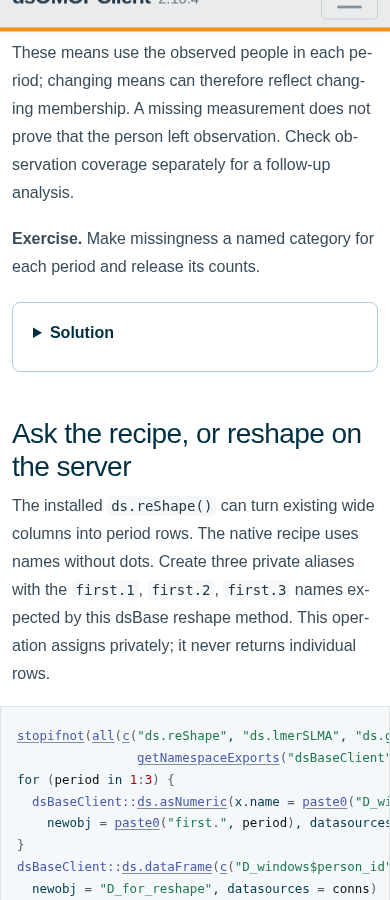 dsOMOPClient 2.10.4
These means use the observed people in each pe-
riod; changing means can therefore reflect chang-
ing membership. A missing measurement does not
prove that the person left observation. Check ob-
servation coverage separately for a follow-up
analysis.
Exercise. Make missingness a named category for
each period and release its counts.
Solution
Ask the recipe, or reshape on
the server
The installed ds.reShape() can turn existing wide
columns into period rows. The native recipe uses
names without dots. Create three private aliases
with the first.1, first.2, first.3 names ex-
pected by this dsBase reshape method. This oper-
ation assigns privately; it never returns individual
rows.
stopifnot(all(c("ds.reShape", "ds.lmerSLMA", "ds.g
getNamespaceExports("dsBaseClient"
for (period in 1:3) {
dsBaseClient::ds.asNumeric(x.name = paste0("D_wi
newobj = paste0("first.", period), datasources
}
dsBaseClient::ds.dataFrame(c("D_windows$person_id"
newobj = "D_for_reshape", datasources = conns)